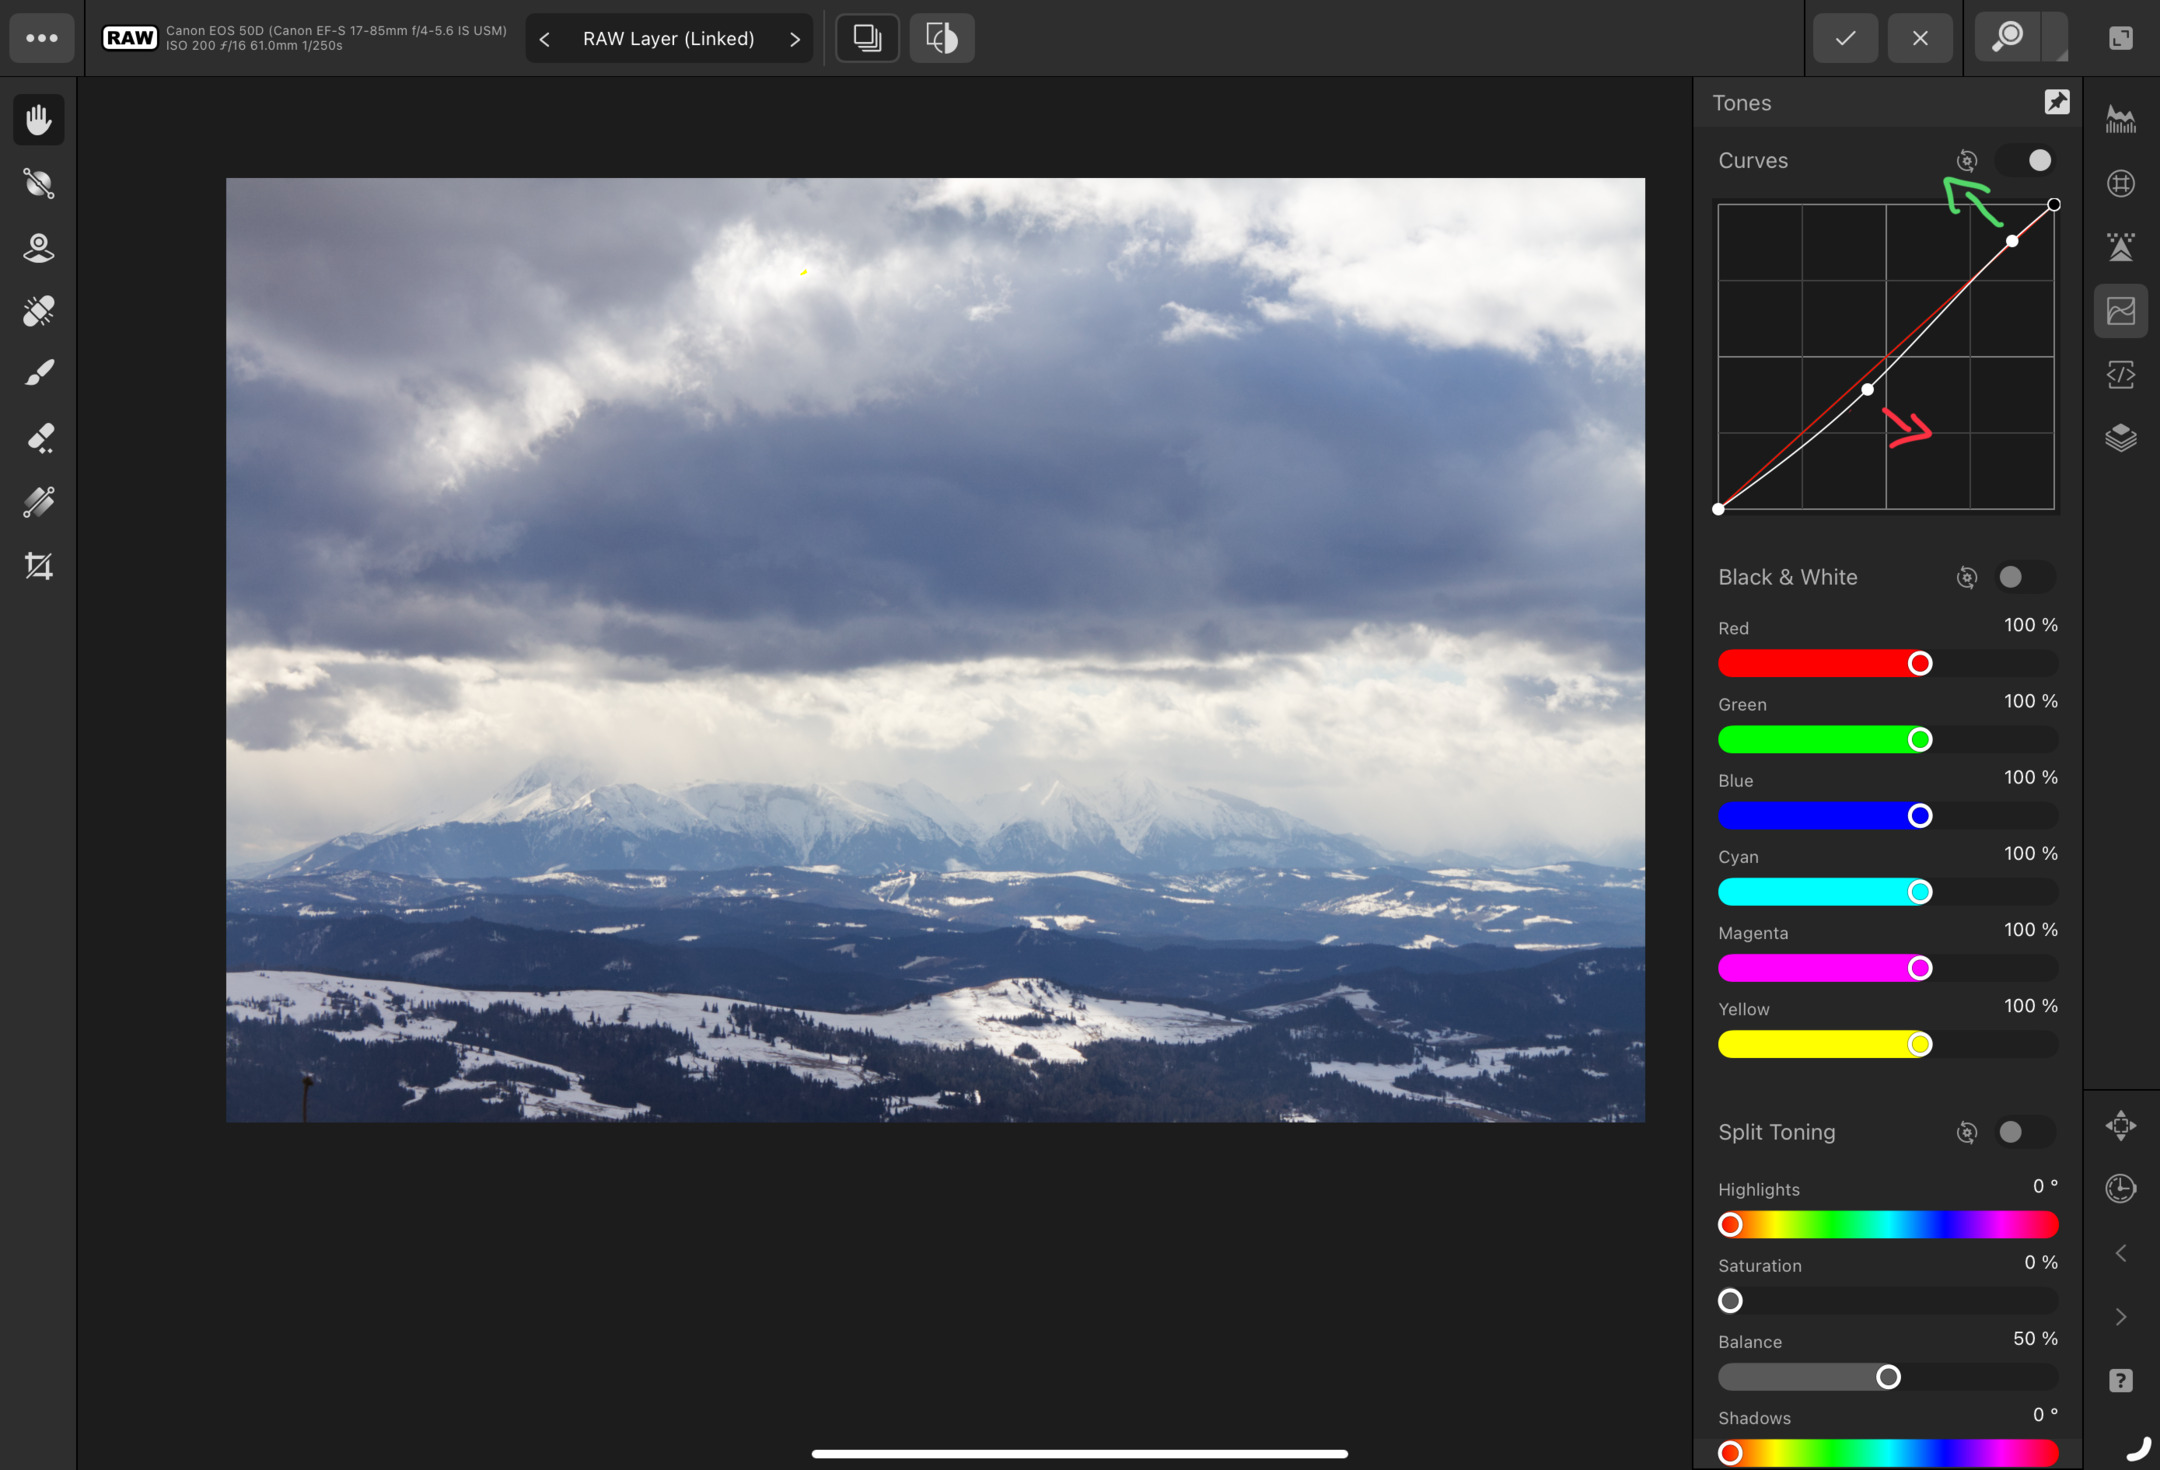 RAW
Canon EOS 50D (Canon EF-S 17-85mm f/4-5.6 IS USM)
ISO 200 ƒ/16 61.0mm 1/250s
RAW Layer (Linked)
Tones
Curves
Black & White
Red 100 %
Green 100 %
Blue 100 %
Cyan 100 %
Magenta 100 %
Yellow 100 %
Split Toning
Highlights 0 °
Saturation 0 %
Balance 50 %
Shadows 0 °
?